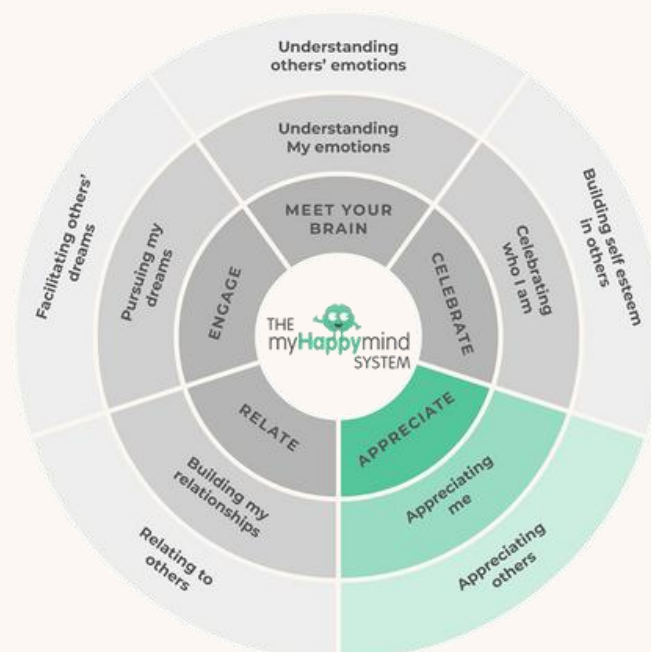 Understanding
others’ emotions
Understanding
My emotions
MEET YOUR
BRAIN
Building self esteem
in others
Celebrating
who I am
CELEBRATE
Appreciating
others
Appreciating
me
APPRECIATE
Relating to
others
Building my
relationships
RELATE
Facilitating others’
dreams
Pursuing my
dreams
ENGAGE
THE
myHappymind
SYSTEM